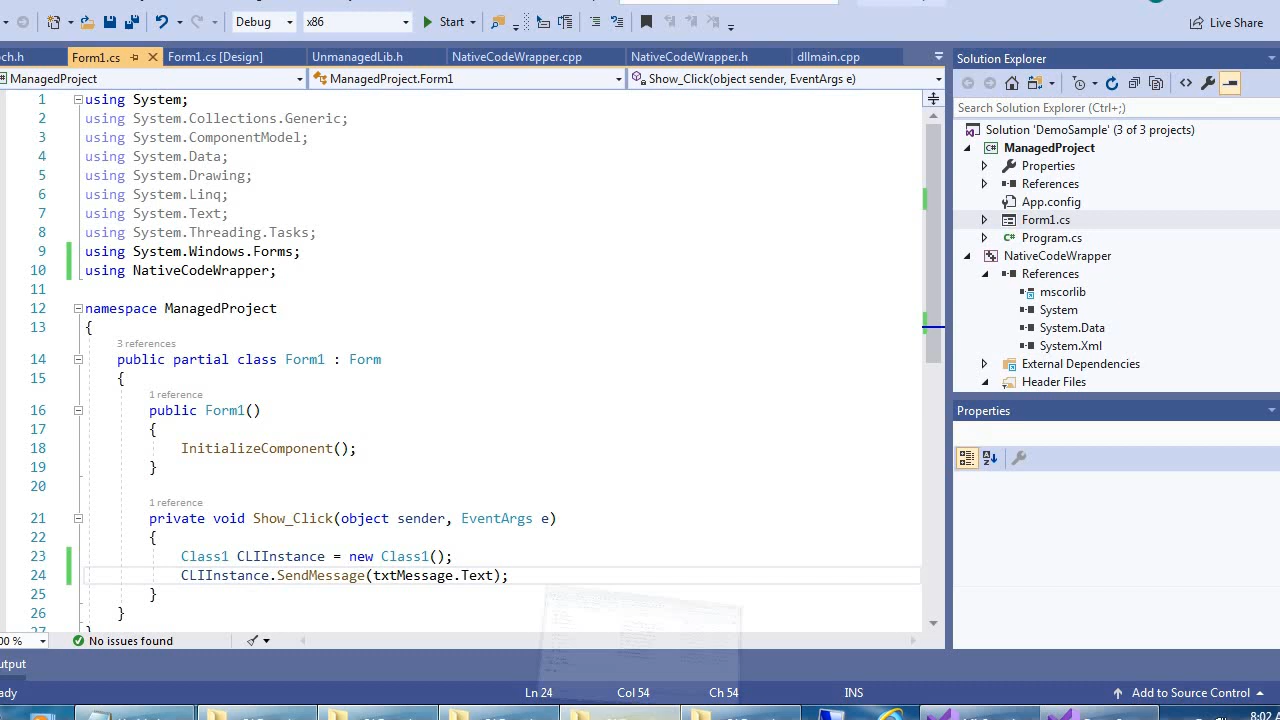 Debug x86 Start Live Share
ch.h Form1.cs Form1.cs [Design] UnmanagedLib.h NativeCodeWrapper.cpp NativeCodeWrapper.h dllmain.cpp
ManagedProject ManagedProject.Form1 Show_Click(object sender, EventArgs e)
1 using System;
2 using System.Collections.Generic;
3 using System.ComponentModel;
4 using System.Data;
5 using System.Drawing;
6 using System.Linq;
7 using System.Text;
8 using System.Threading.Tasks;
9 using System.Windows.Forms;
10 using NativeCodeWrapper;
11
12 namespace ManagedProject
13 {
3 references
14 public partial class Form1 : Form
15 {
1 reference
16 public Form1()
17 {
18 InitializeComponent();
19 }
20
1 reference
21 private void Show_Click(object sender, EventArgs e)
22 {
23 Class1 CLIInstance = new Class1();
24 CLIInstance.SendMessage(txtMessage.Text);
25 }
26 }
27 }
00 % No issues found
Solution Explorer
Search Solution Explorer (Ctrl+;)
Solution 'DemoSample' (3 of 3 projects)
ManagedProject
Properties
References
App.config
Form1.cs
Program.cs
NativeCodeWrapper
References
mscorlib
System
System.Data
System.Xml
External Dependencies
Header Files
Properties
utput
ady Ln 24 Col 54 Ch 54 INS Add to Source Control
8:02